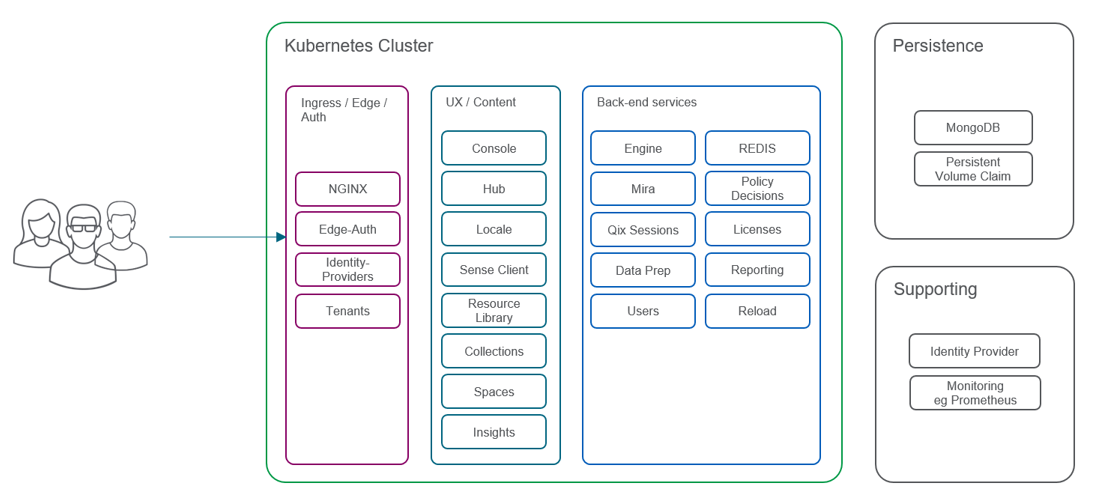 Kubernetes Cluster
Ingress / Edge /
Auth
NGINX
Edge-Auth
Identity-
Providers
Tenants
UX / Content
Console
Hub
Locale
Sense Client
Resource
Library
Collections
Spaces
Insights
Back-end services
Engine
REDIS
Mira
Policy
Decisions
Qix Sessions
Licenses
Data Prep
Reporting
Users
Reload
Persistence
MongoDB
Persistent
Volume Claim
Supporting
Identity Provider
Monitoring
eg Prometheus